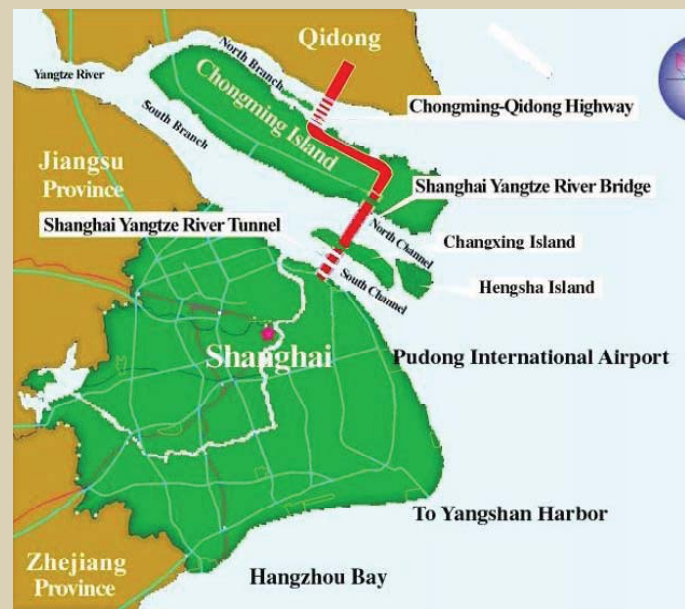 Qidong
North Branch
Yangtze River
Chongming Island
Chongming-Qidong Highway
South Branch
Jiangsu
Province
Shanghai Yangtze River Bridge
Shanghai Yangtze River Tunnel
North Channel
Changxing Island
South Channel
Hengsha Island
Shanghai
Pudong International Airport
To Yangshan Harbor
Zhejiang
Province
Hangzhou Bay